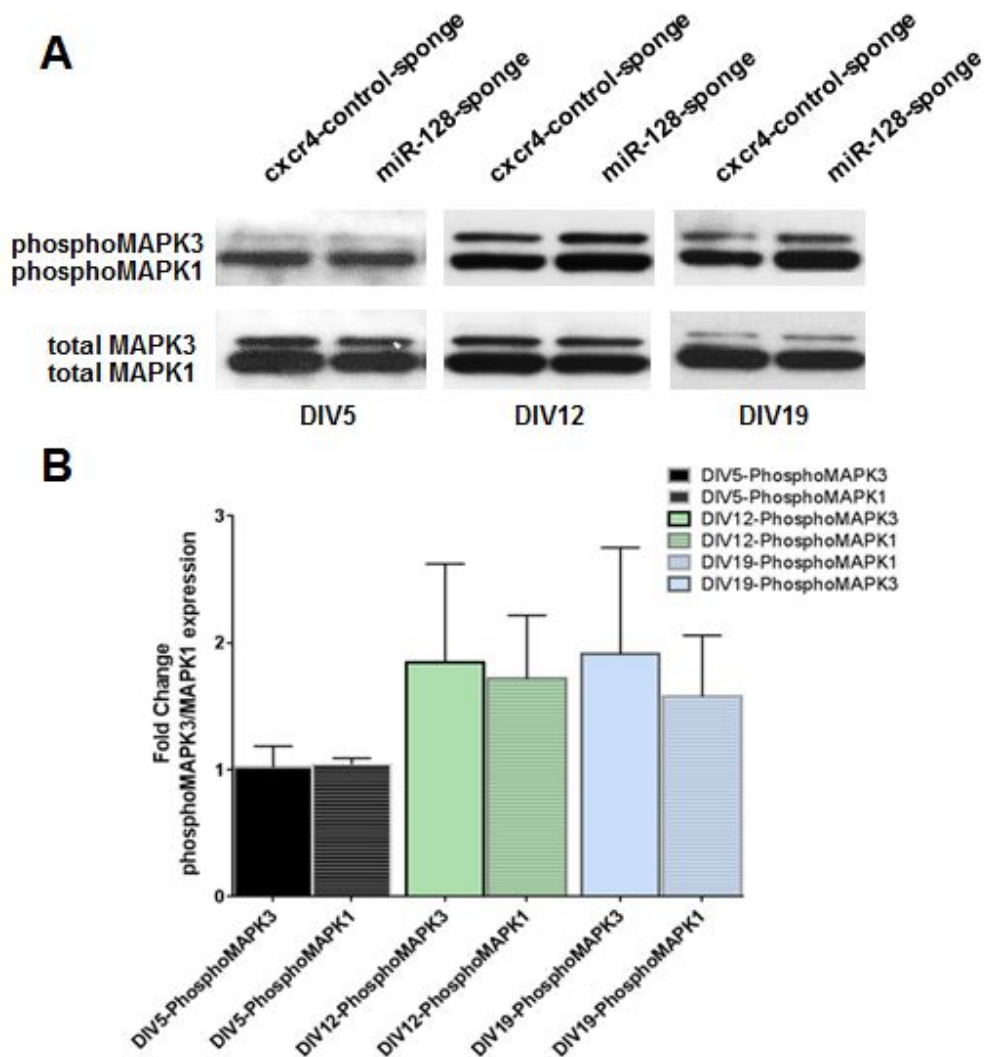 A
cxcr4-control-sponge
miR-128-sponge
cxcr4-control-sponge
miR-128-sponge
cxcr4-control-sponge
miR-128-sponge
phosphoMAPK3
phosphoMAPK1
total MAPK3
total MAPK1
DIV5
DIV12
DIV19
B
DIV5-PhosphoMAPK3
DIV5-PhosphoMAPK1
DIV12-PhosphoMAPK3
DIV12-PhosphoMAPK1
DIV19-PhosphoMAPK1
DIV19-PhosphoMAPK3
Fold Change
phosphoMAPK3/MAPK1 expression
3
2
1
0
DIV5-PhosphoMAPK3
DIV5-PhosphoMAPK1
DIV12-PhosphoMAPK3
DIV12-PhosphoMAPK1
DIV19-PhosphoMAPK3
DIV19-PhosphoMAPK1